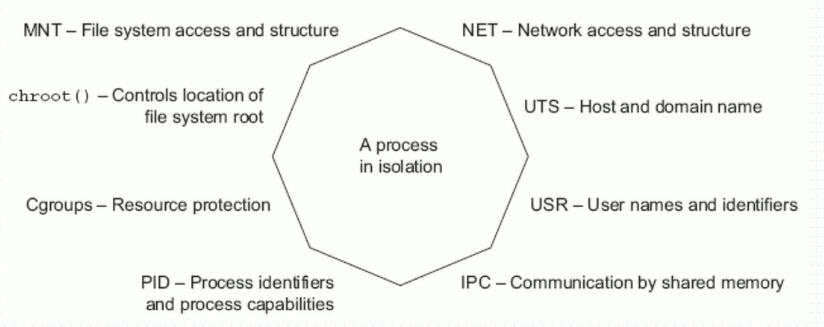 MNT – File system access and structure
NET – Network access and structure
chroot() – Controls location of
file system root
UTS – Host and domain name
A process
in isolation
Cgroups – Resource protection
USR – User names and identifiers
PID – Process identifiers
and process capabilities
IPC – Communication by shared memory